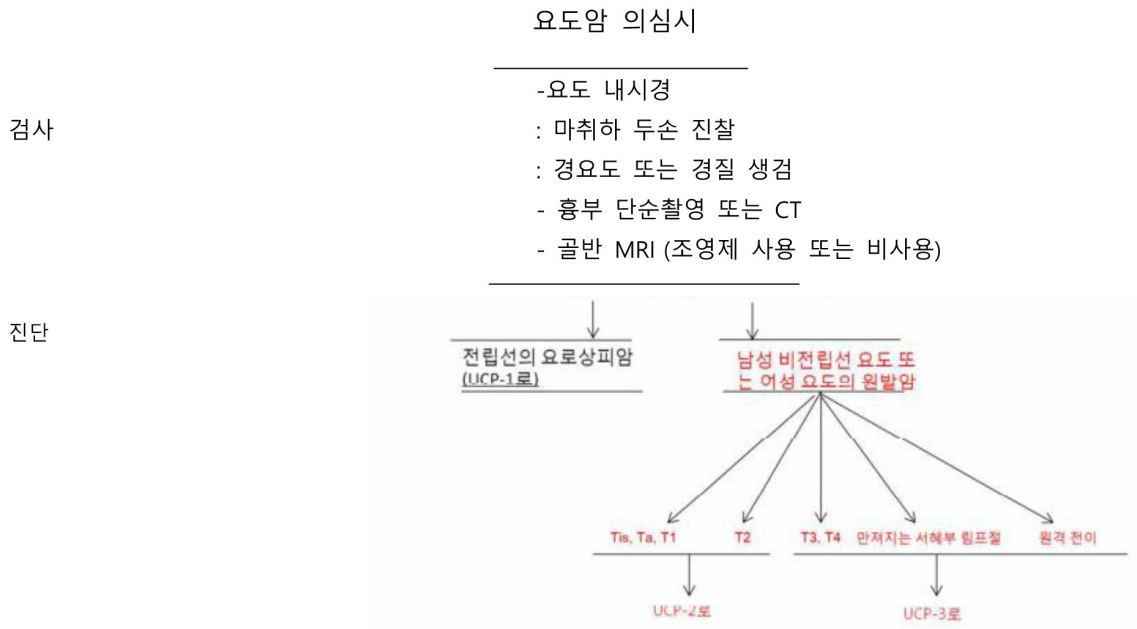 요도암 의심시
-요도 내시경
검사
: 마취하 두손 진찰
: 경요도 또는 경질 생검
- 흉부 단순촬영 또는 CT
- 골반 MRI (조영제 사용 또는 비사용)
진단
전립선의 요로상피암
(UCP-1로)
남성 비전립선 요도 또
는 여성 요도의 원발암
Tis, Ta, T1
T2
T3, T4
만져지는 서혜부 림프절
원격 전이
UCP-2로
UCP-3로